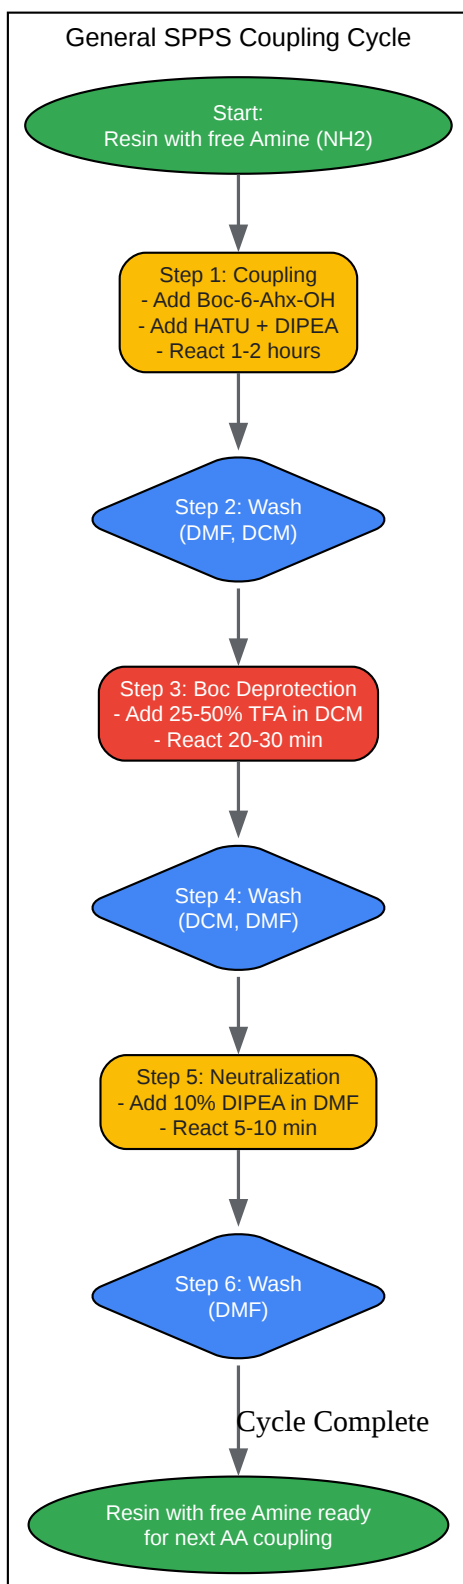 General SPPS Coupling Cycle
Start:
Resin with free Amine (NH2)
Step 1: Coupling
- Add Boc-6-Ahx-OH
- Add HATU + DIPEA
- React 1-2 hours
Step 2: Wash
(DMF, DCM)
Step 3: Boc Deprotection
- Add 25-50% TFA in DCM
- React 20-30 min
Step 4: Wash
(DCM, DMF)
Step 5: Neutralization
- Add 10% DIPEA in DMF
- React 5-10 min
Step 6: Wash
(DMF)
Cycle Complete
Resin with free Amine ready
for next AA coupling